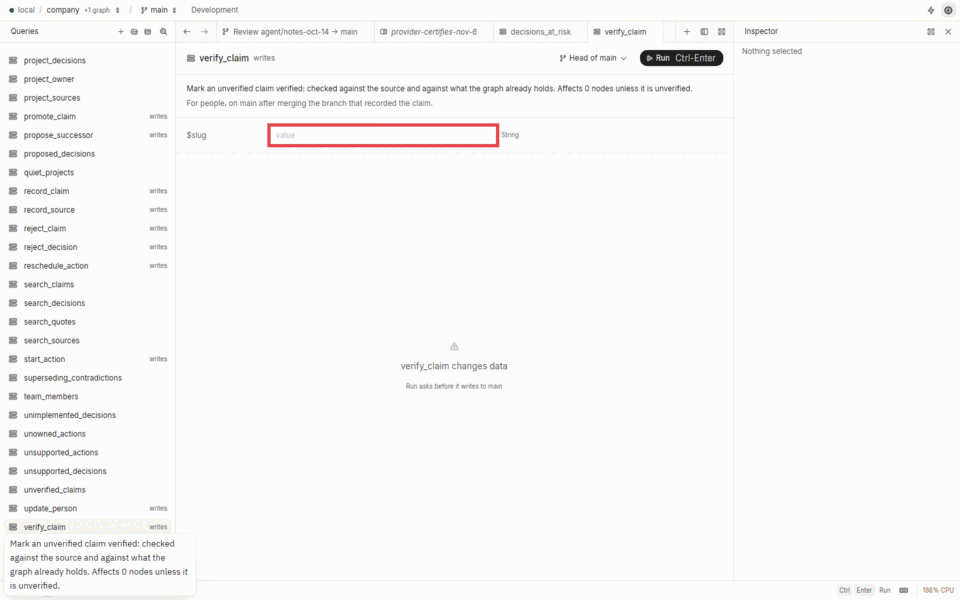 local / company +1 graph / main Development
Queries
Review agent/notes-oct-14 → main
provider-certifies-nov-6
decisions_at_risk
verify_claim
Inspector
Nothing selected
project_decisions
project_owner
project_sources
promote_claim writes
propose_successor writes
proposed_decisions
quiet_projects
record_claim writes
record_source writes
reject_claim writes
reject_decision writes
reschedule_action writes
search_claims
search_decisions
search_quotes
search_sources
start_action writes
superseding_contradictions
team_members
unimplemented_decisions
unowned_actions
unsupported_actions
unsupported_decisions
unverified_claims
update_person writes
verify_claim writes
Mark an unverified claim verified: checked
against the source and against what the
graph already holds. Affects 0 nodes unless it
is unverified.
verify_claim writes
Head of main
Run Ctrl-Enter
Mark an unverified claim verified: checked against the source and against what the graph already holds. Affects 0 nodes unless it is unverified.
For people, on main after merging the branch that recorded the claim.
$slug value String
verify_claim changes data
Run asks before it writes to main
Ctrl Enter Run 186% CPU